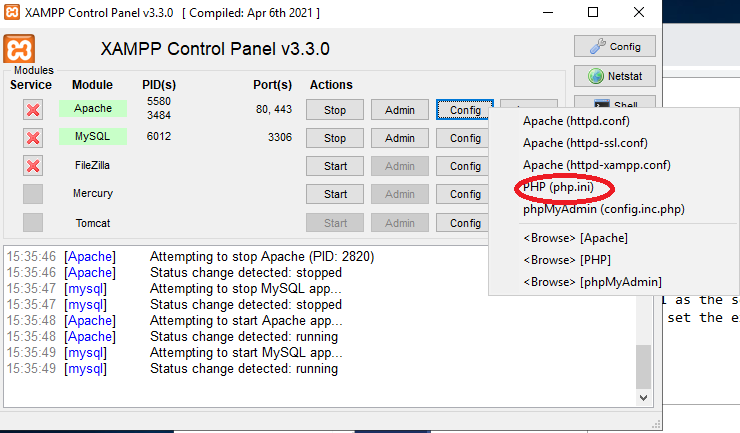 XAMPP Control Panel v3.3.0 [ Compiled: Apr 6th 2021 ]
XAMPP Control Panel v3.3.0
Config
Netstat
Shell
Modules
Service Module PID(s) Port(s) Actions
Apache 5580 3484 80, 443 Stop Admin Config
MySQL 6012 3306 Stop Admin Config
FileZilla Start Admin Config
Mercury Start Admin Config
Tomcat Start Admin Config
Apache (httpd.conf)
Apache (httpd-ssl.conf)
Apache (httpd-xampp.conf)
PHP (php.ini)
phpMyAdmin (config.inc.php)
<Browse> [Apache]
<Browse> [PHP]
<Browse> [phpMyAdmin]
15:35:46 [Apache] Attempting to stop Apache (PID: 2820)
15:35:46 [Apache] Status change detected: stopped
15:35:47 [mysql] Attempting to stop MySQL app...
15:35:47 [mysql] Status change detected: stopped
15:35:48 [Apache] Attempting to start Apache app...
15:35:48 [Apache] Status change detected: running
15:35:49 [mysql] Attempting to start MySQL app...
15:35:49 [mysql] Status change detected: running
as the s
set the e